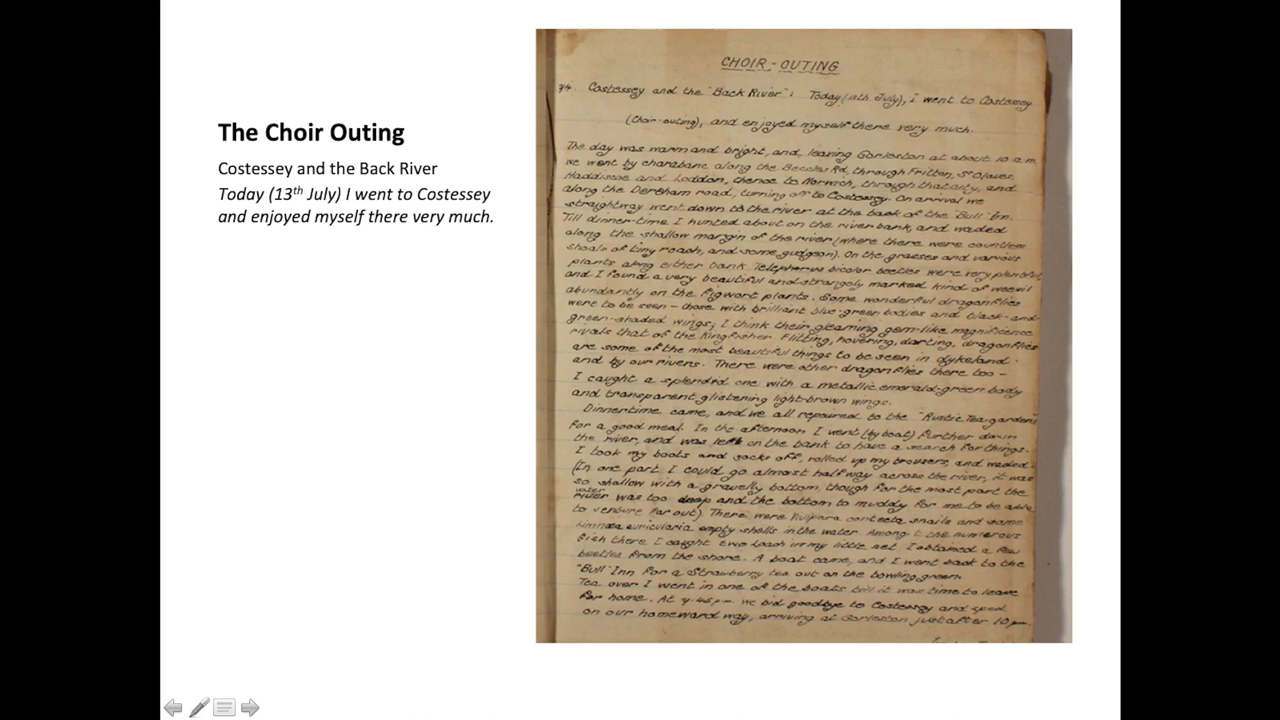 The Choir Outing
Costessey and the Back River
Today (13th July) I went to Costessey
and enjoyed myself there very much.
CHOIR-OUTING
Costessey and the "Back River": Today (13th July), I went to Costessey
(Choir-outing), and enjoyed myself there very much.
The day was warm and bright, and, leaving Gorleston at about 10 a.m.
we went by charabanc along the Beccles Rd, through Fritton, St Olaves,
Haddiscoe and Loddon, thence to Norwich, through that city, and
along the Dereham road, turning off to Costessey. On arrival we
straightway went down to the river at the back of the "Bull" Inn.
Till dinner-time I hunted about on the river bank, and waded
along the shallow margin of the river (where there were countless
shoals of tiny roach, and some gudgeon). On the grasses and various
plants along either bank Telephorus bicolor beetles were very plentiful,
and I found a very beautiful and strangely marked kind of weevil
abundantly on the figwort plants. Some wonderful dragonflies
were to be seen - those with brilliant blue-green bodies and black-and-
green-shaded wings; I think their gleaming gem-like magnificence
rivals that of the Kingfisher. Flitting, hovering, darting, dragonflies
are some of the most beautiful things to be seen in dykeland
and by our rivers. There were other dragonflies there too -
I caught a splendid one with a metallic emerald-green body
and transparent glistening light-brown wings.
Dinnertime came, and we all repaired to the "Rustic Tea-gardens"
for a good meal. In the afternoon I went (by boat) further down
the river, and was left on the bank to have a search for things.
I took my boots and socks off, rolled up my trousers, and waded.
(In one part I could go almost half way across the river, it was
so shallow with a gravelly bottom, though for the most part the
water
river was too deep and the bottom to muddy for me to be able
to venture far out). There were Vivipara contecta snails and some
Limnaea auricularia empty shells in the water. Amongst the numerous
fish there I caught two loach in my little net. I obtained a few
beetles from the shore. A boat came, and I went back to the
"Bull" Inn for a Strawberry tea out on the bowling green.
Tea over I went in one of the boats till it was time to leave
for home. At 7.45 p.m. we bid goodbye to Costessey and sped
on our homeward way, arriving at Gorleston just after 10 pm.